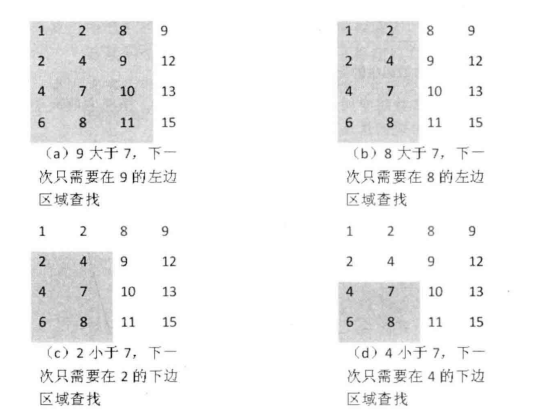 1 2 8 9
2 4 9 12
4 7 10 13
6 8 11 15
（a）9 大于 7，下一
次只需要在 9 的左边
区域查找
1 2 8 9
2 4 9 12
4 7 10 13
6 8 11 15
（b）8 大于 7，下一
次只需要在 8 的左边
区域查找
1 2 8 9
2 4 9 12
4 7 10 13
6 8 11 15
（c）2 小于 7，下一
次只需要在 2 的下边
区域查找
1 2 8 9
2 4 9 12
4 7 10 13
6 8 11 15
（d）4 小于 7，下一
次只需要在 4 的下边
区域查找